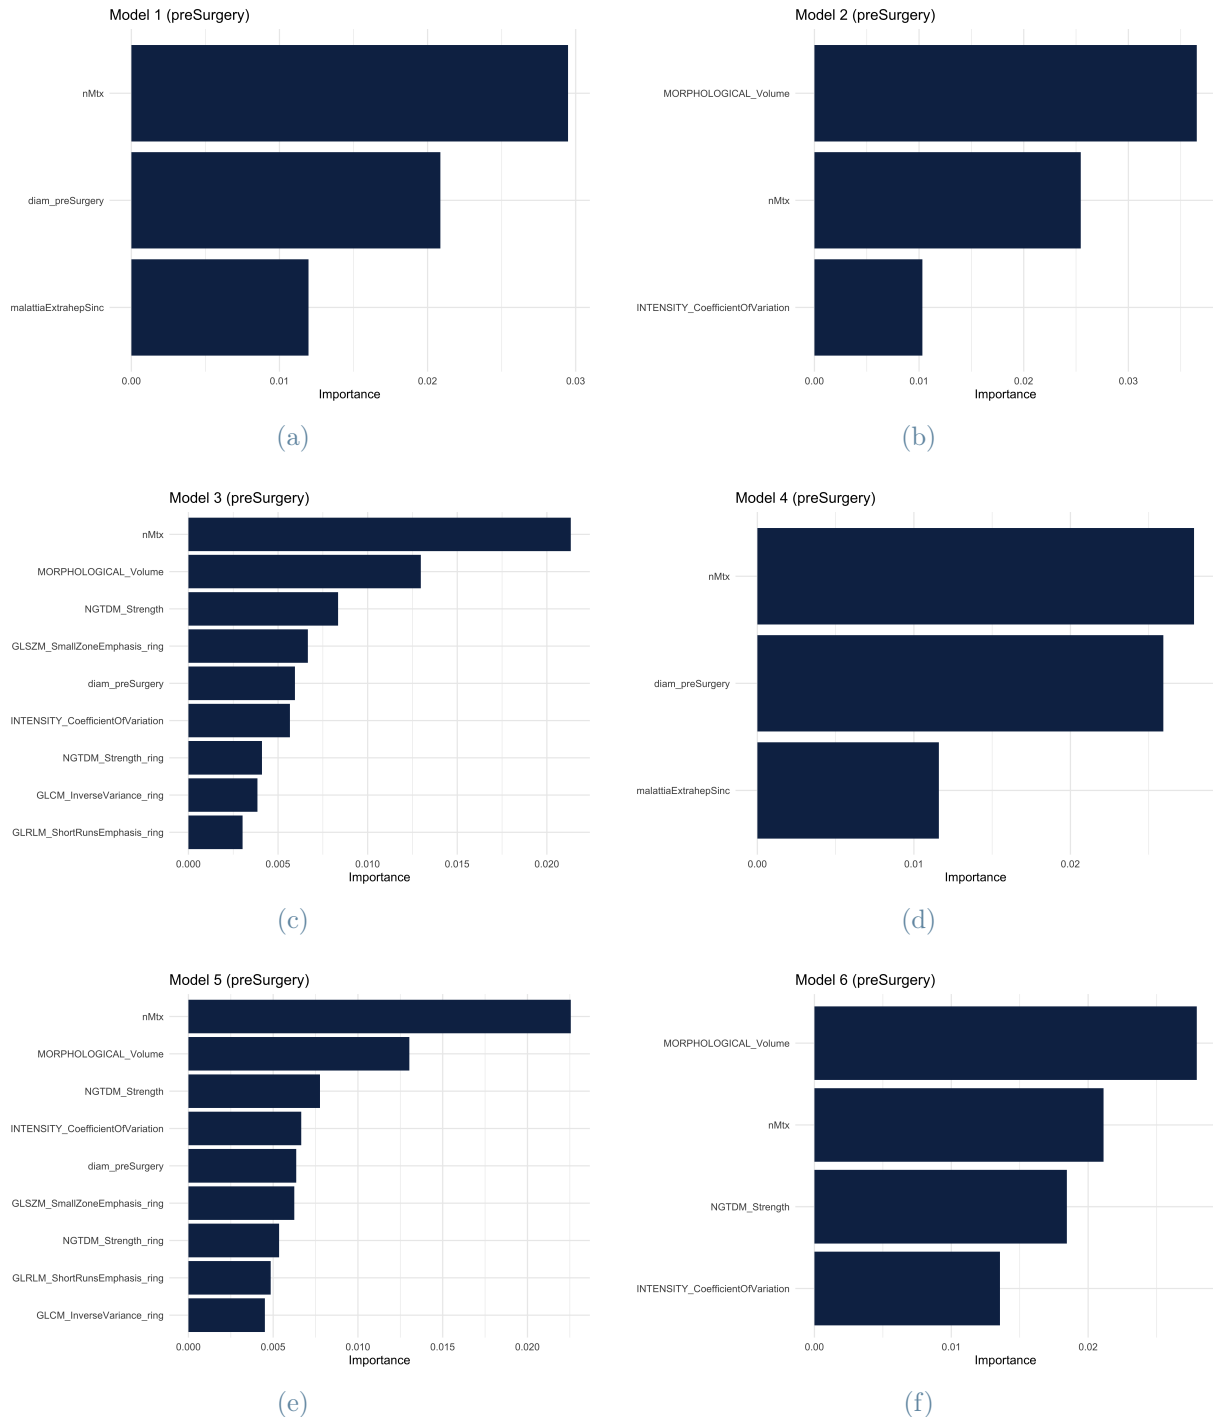 Model 1 (preSurgery)
nMtx
diam_preSurgery
malattiaExtrahepSinc
0.00 0.01 0.02 0.03
Importance
(a)
Model 2 (preSurgery)
MORPHOLOGICAL_Volume
nMtx
INTENSITY_CoefficientOfVariation
0.00 0.01 0.02 0.03
Importance
(b)
Model 3 (preSurgery)
nMtx
MORPHOLOGICAL_Volume
NGTDM_Strength
GLSZM_SmallZoneEmphasis_ring
diam_preSurgery
INTENSITY_CoefficientOfVariation
NGTDM_Strength_ring
GLCM_InverseVariance_ring
GLRLM_ShortRunsEmphasis_ring
0.000 0.005 0.010 0.015 0.020
Importance
(c)
Model 4 (preSurgery)
nMtx
diam_preSurgery
malattiaExtrahepSinc
0.00 0.01 0.02
Importance
(d)
Model 5 (preSurgery)
nMtx
MORPHOLOGICAL_Volume
NGTDM_Strength
INTENSITY_CoefficientOfVariation
diam_preSurgery
GLSZM_SmallZoneEmphasis_ring
NGTDM_Strength_ring
GLRLM_ShortRunsEmphasis_ring
GLCM_InverseVariance_ring
0.000 0.005 0.010 0.015 0.020
Importance
(e)
Model 6 (preSurgery)
MORPHOLOGICAL_Volume
nMtx
NGTDM_Strength
INTENSITY_CoefficientOfVariation
0.00 0.01 0.02
Importance
(f)